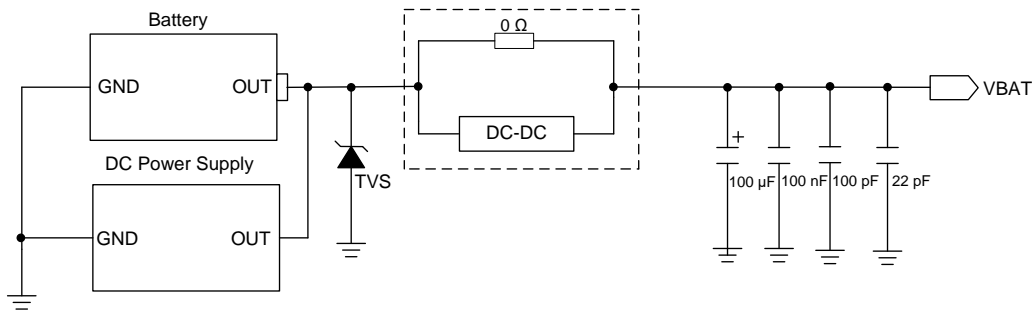 Battery
GND
OUT
DC Power Supply
GND
OUT
TVS
0 Ω
DC-DC
100 µF
100 nF
100 pF
22 pF
VBAT